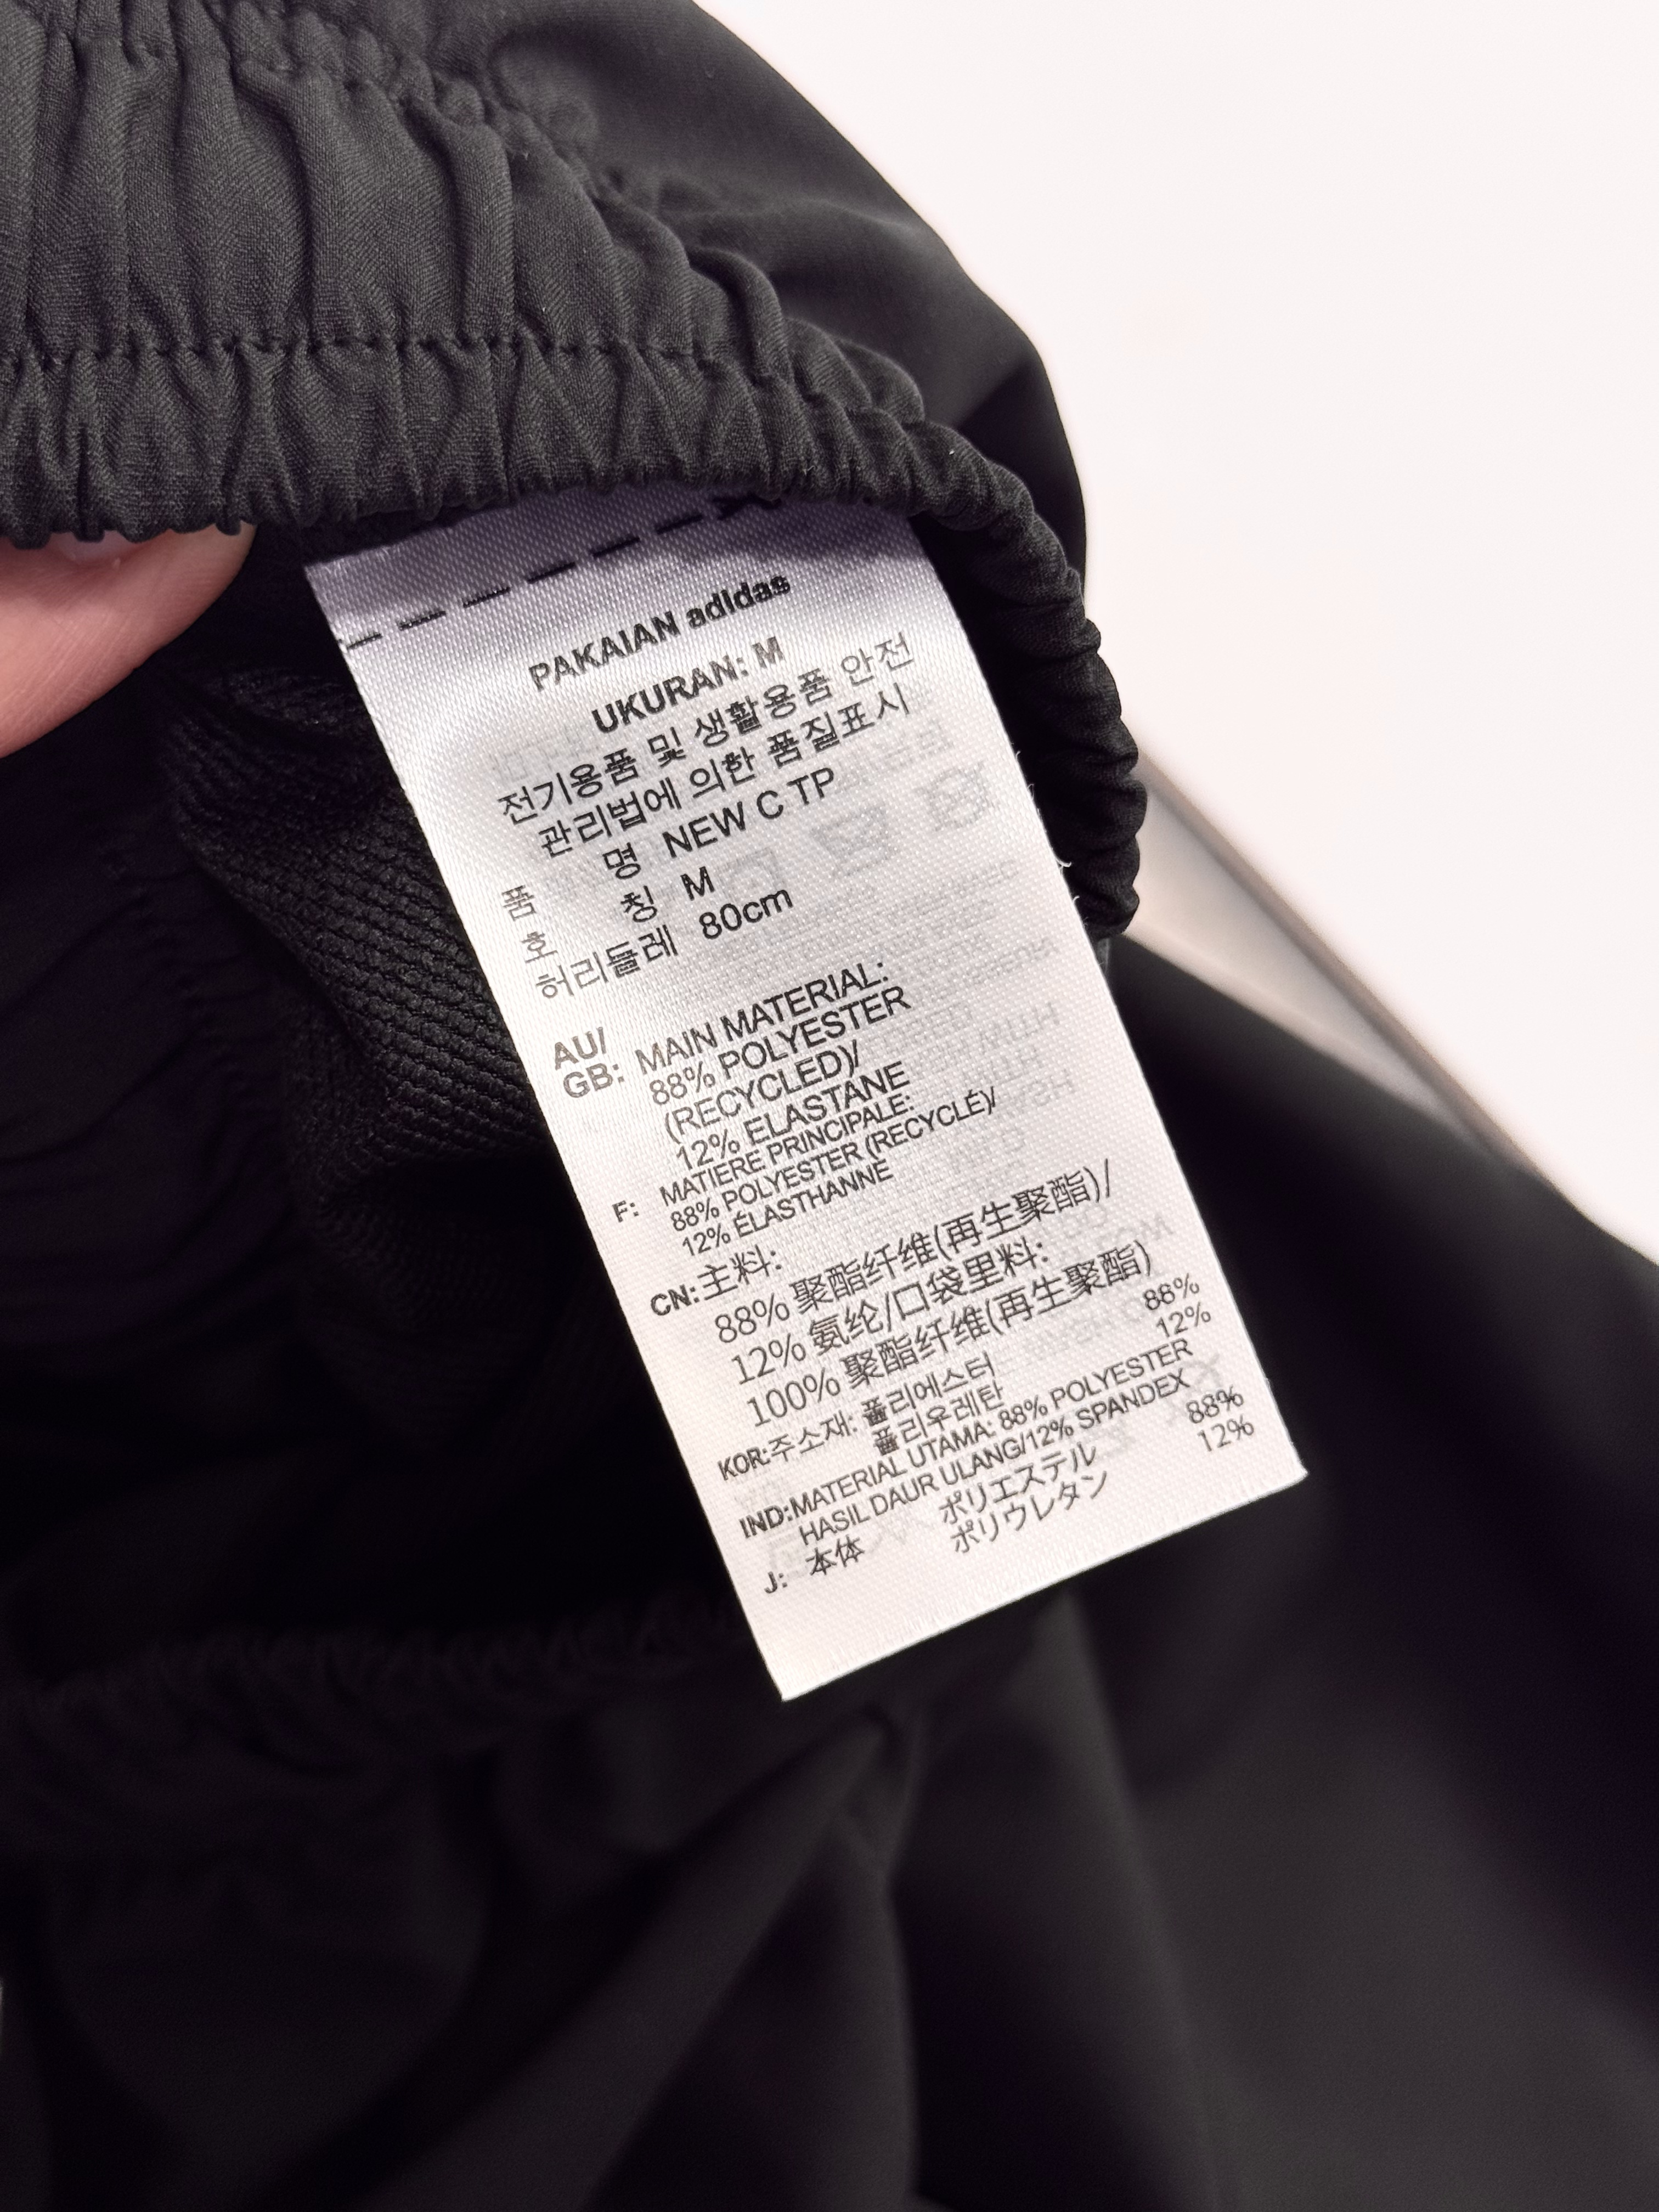 PAKAIAN adidas
UKURAN: M
전기용품 및 생활용품 안전
관리법에 의한 품질표시
품 명 NEW C TP
호 칭 M
허리둘레 80cm
AU/
GB: MAIN MATERIAL:
88% POLYESTER
(RECYCLED)/
12% ELASTANE
F: MATIERE PRINCIPALE:
88% POLYESTER (RECYCLÉ)/
12% ÉLASTHANNE
CN: 主料:
88% 聚酯纤维(再生聚酯)/
12% 氨纶/口袋里料:
100% 聚酯纤维(再生聚酯)
KOR: 주소재: 폴리에스터 88%
폴리우레탄 12%
IND: MATERIAL UTAMA: 88% POLYESTER
HASIL DAUR ULANG/12% SPANDEX
J: 本体 ポリエステル 88%
ポリウレタン 12%